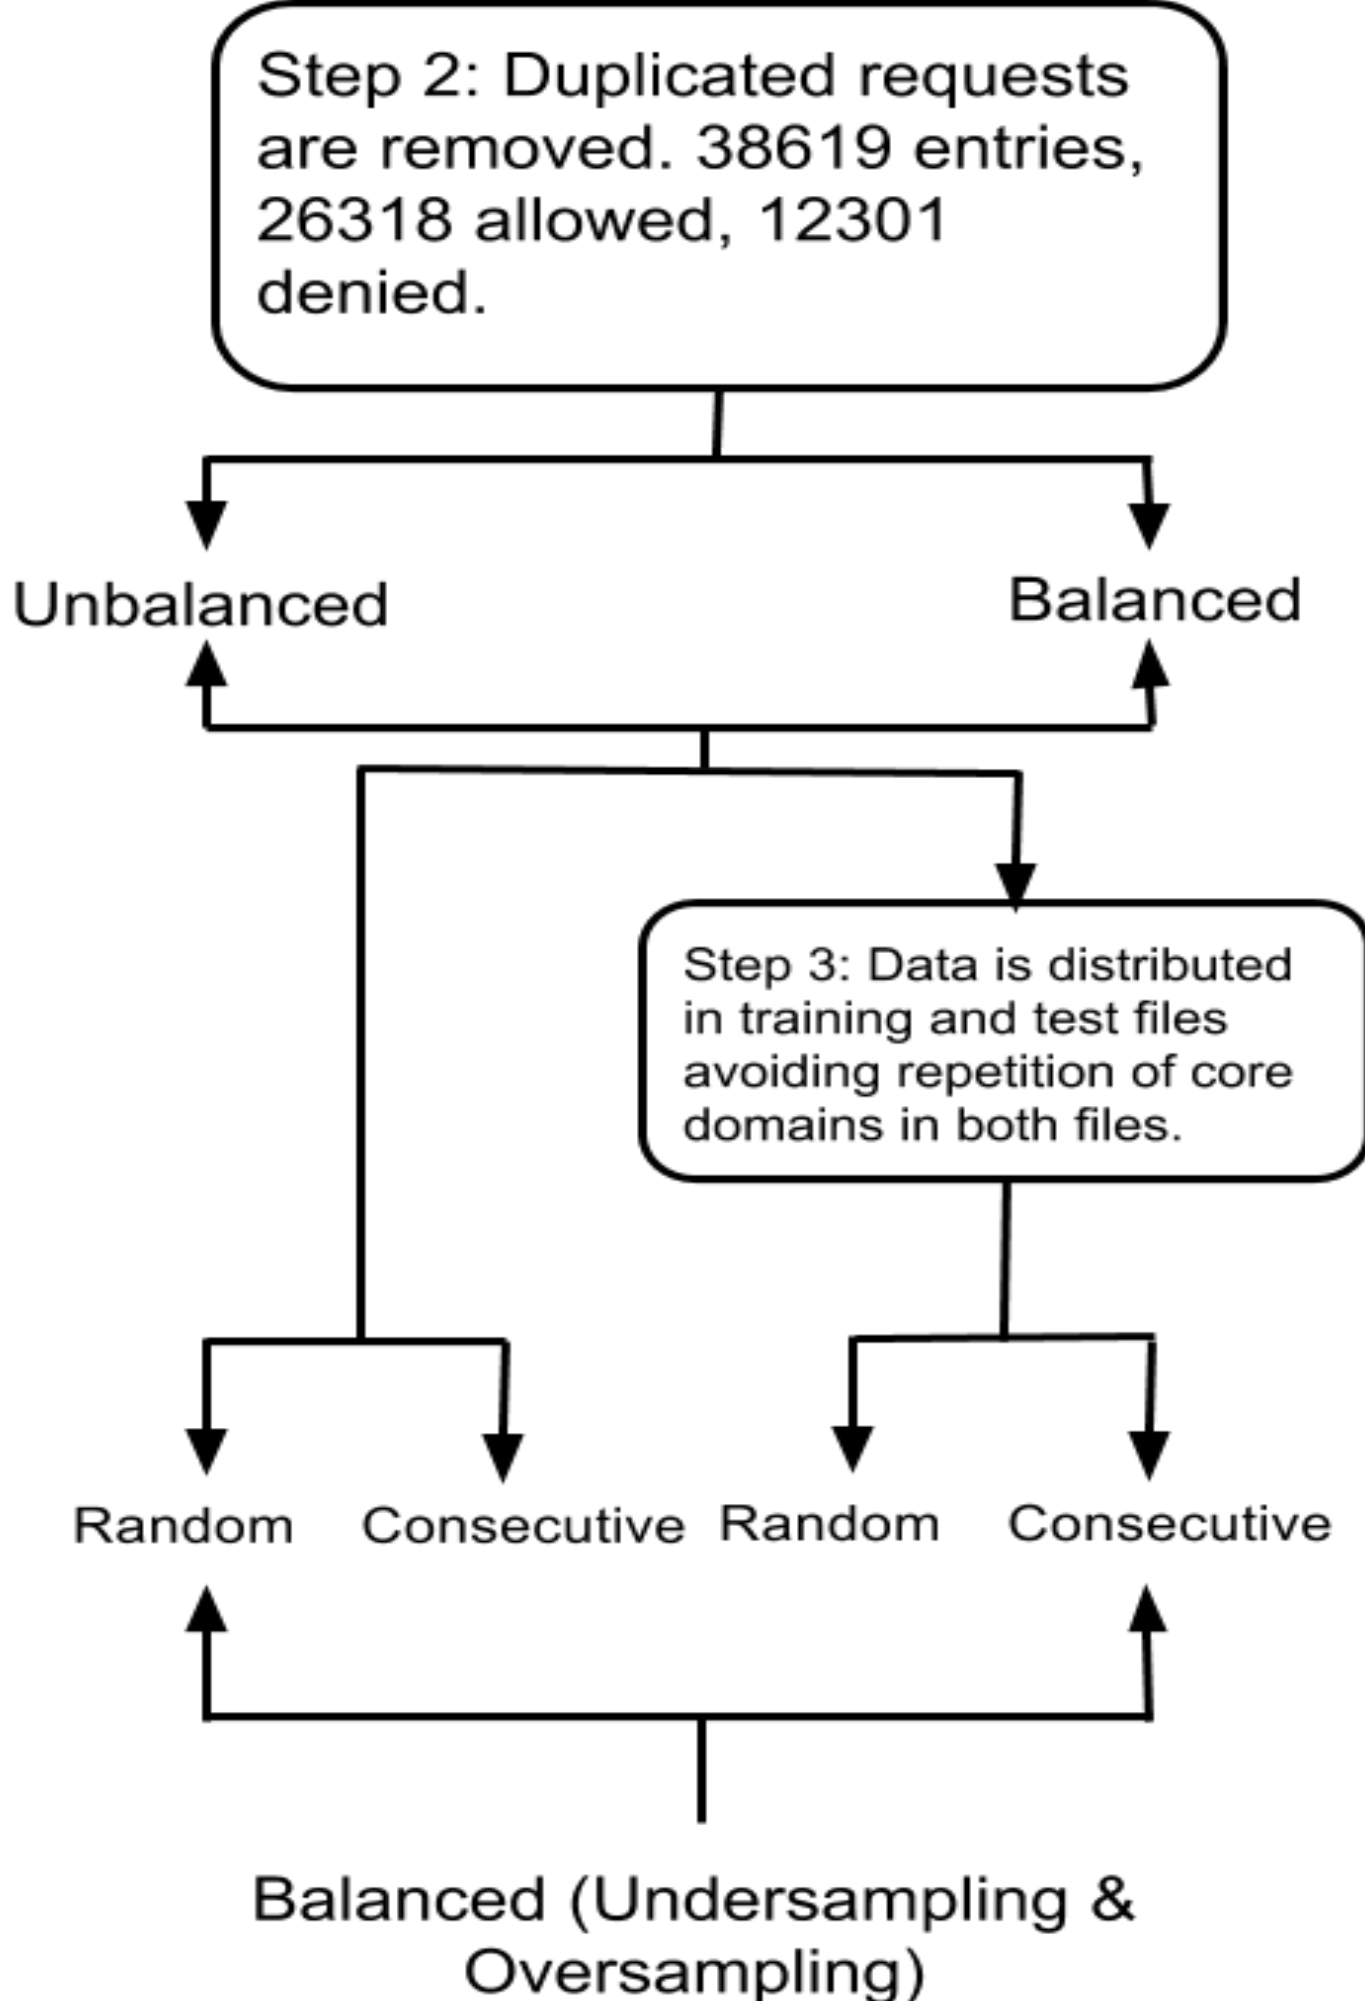 Step 2: Duplicated requests
are removed. 38619 entries,
26318 allowed, 12301
denied.
Unbalanced
Balanced
Step 3: Data is distributed
in training and test files
avoiding repetition of core
domains in both files.
Random
Consecutive
Random
Consecutive
Balanced (Undersampling &
Oversampling)